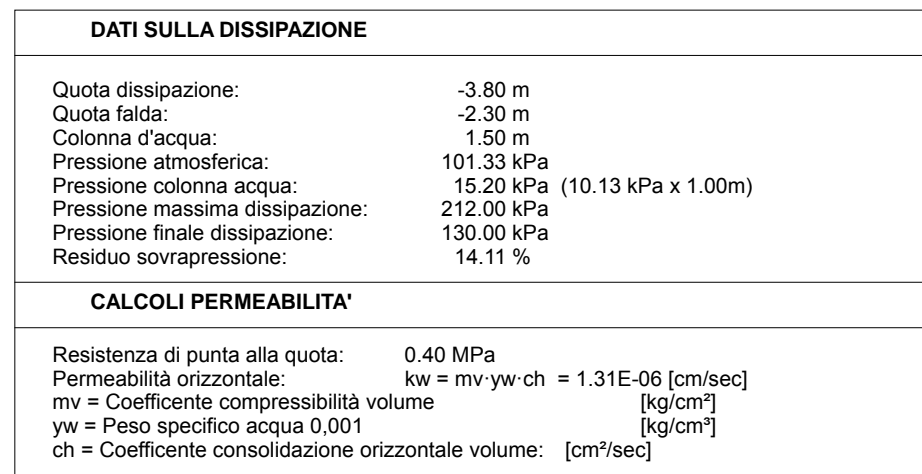 DATI SULLA DISSIPAZIONE
Quota dissipazione: -3.80 m
Quota falda: -2.30 m
Colonna d'acqua: 1.50 m
Pressione atmosferica: 101.33 kPa
Pressione colonna acqua: 15.20 kPa (10.13 kPa x 1.00m)
Pressione massima dissipazione: 212.00 kPa
Pressione finale dissipazione: 130.00 kPa
Residuo sovrapressione: 14.11 %
CALCOLI PERMEABILITA'
Resistenza di punta alla quota: 0.40 MPa
Permeabilità orizzontale: kw = mv·yw·ch = 1.31E-06 [cm/sec]
mv = Coefficente compressibilità volume [kg/cm²]
yw = Peso specifico acqua 0,001 [kg/cm³]
ch = Coefficente consolidazione orizzontale volume: [cm²/sec]